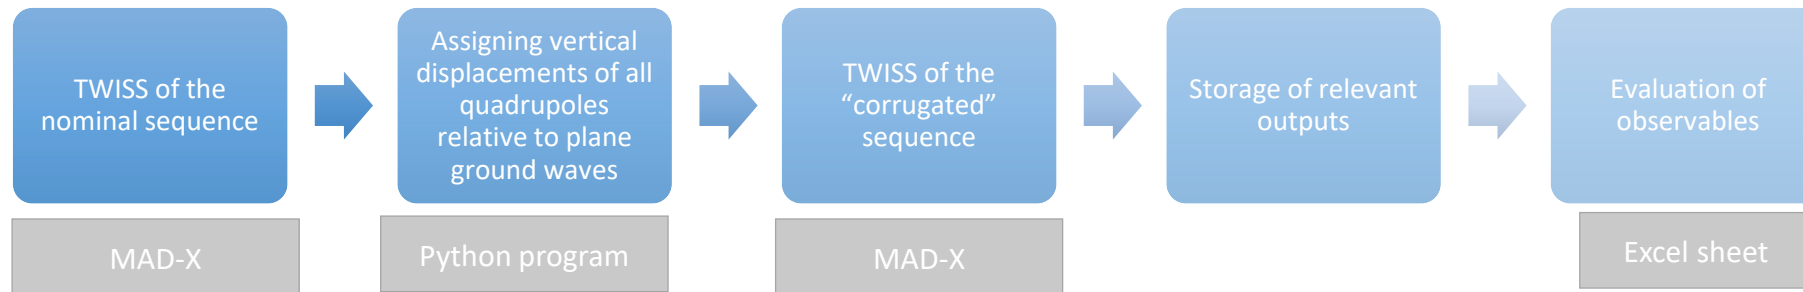 TWISS of the
nominal sequence
Assigning vertical
displacements of all
quadrupoles
relative to plane
ground waves
TWISS of the
“corrugated”
sequence
Storage of relevant
outputs
Evaluation of
observables
MAD-X
Python program
MAD-X
Excel sheet